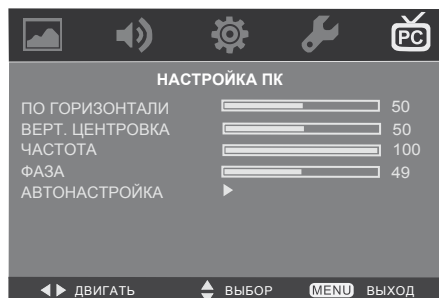 PC
НАСТРОЙКА ПК
ПО ГОРИЗОНТАЛИ 50
ВЕРТ. ЦЕНТРОВКА 50
ЧАСТОТА 100
ФАЗА 49
АВТОНАСТРОЙКА
ДВИГАТЬ ВЫБОР MENU ВЫХОД